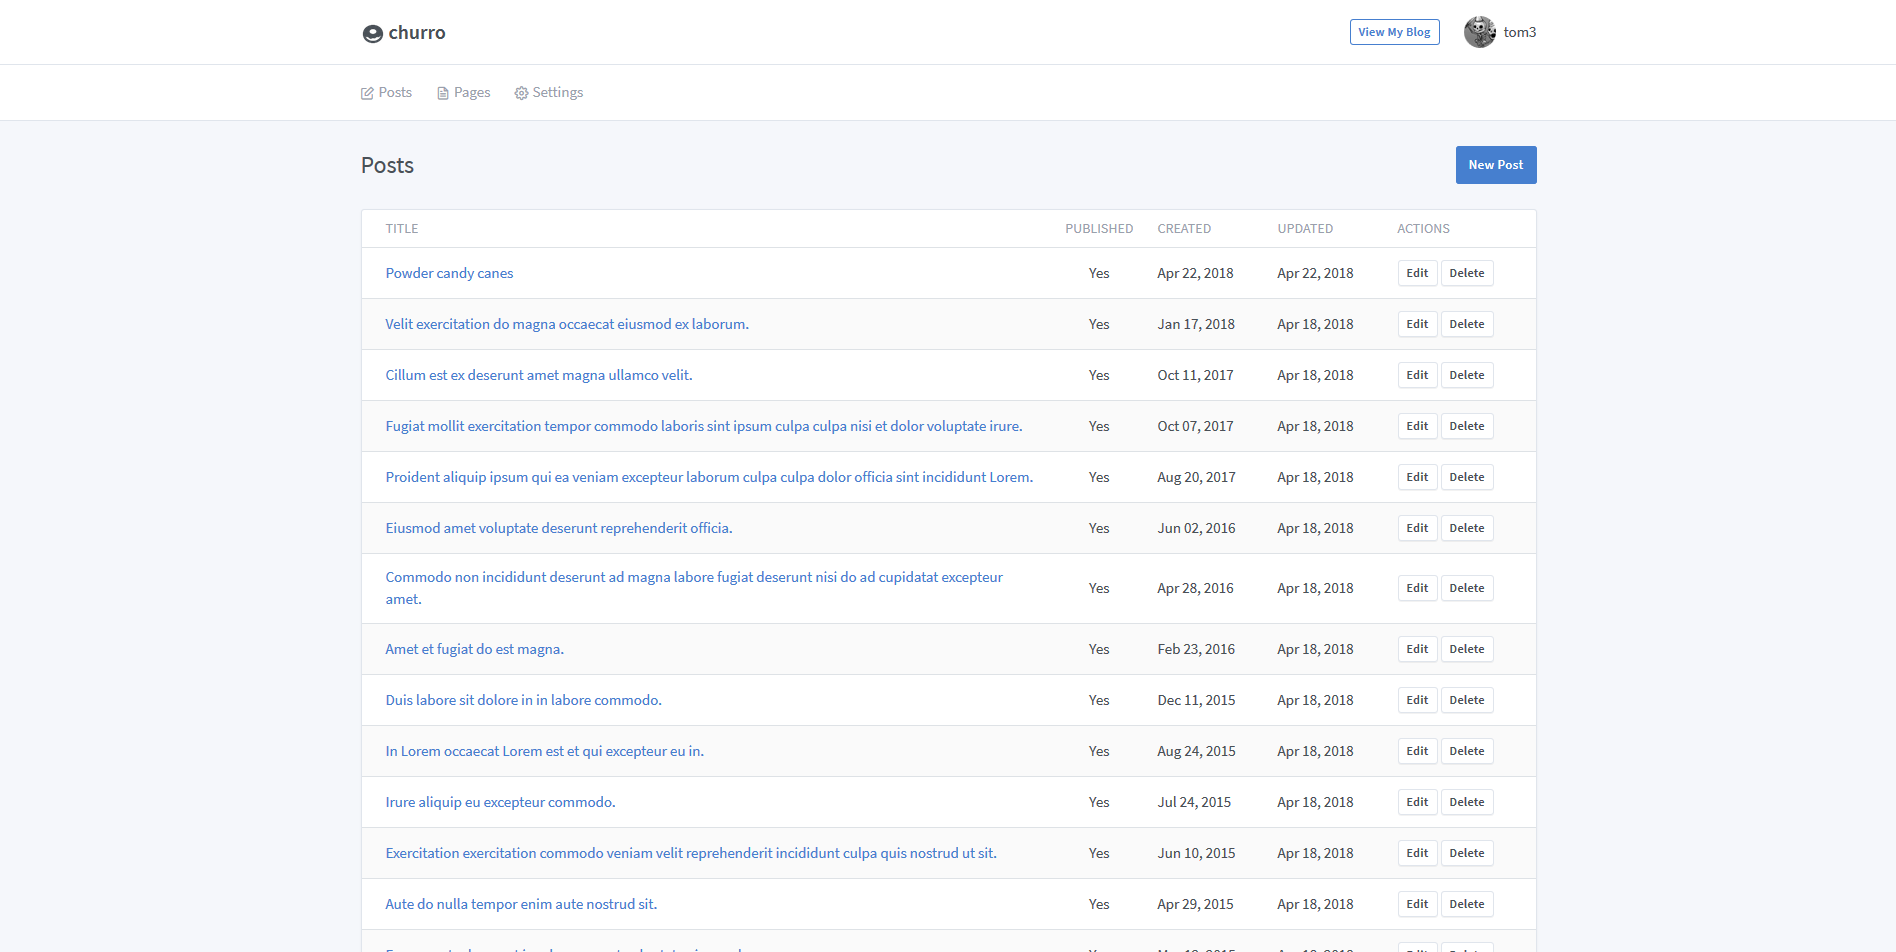 churro
View My Blog
tom3
Posts
Pages
Settings
Posts
New Post
TITLE PUBLISHED CREATED UPDATED ACTIONS
Powder candy canes Yes Apr 22, 2018 Apr 22, 2018 Edit Delete
Velit exercitation do magna occaecat eiusmod ex laborum. Yes Jan 17, 2018 Apr 18, 2018 Edit Delete
Cillum est ex deserunt amet magna ullamco velit. Yes Oct 11, 2017 Apr 18, 2018 Edit Delete
Fugiat mollit exercitation tempor commodo laboris sint ipsum culpa culpa nisi et dolor voluptate irure. Yes Oct 07, 2017 Apr 18, 2018 Edit Delete
Proident aliquip ipsum qui ea veniam excepteur laborum culpa culpa dolor officia sint incididunt Lorem. Yes Aug 20, 2017 Apr 18, 2018 Edit Delete
Eiusmod amet voluptate deserunt reprehenderit officia. Yes Jun 02, 2016 Apr 18, 2018 Edit Delete
Commodo non incididunt deserunt ad magna labore fugiat deserunt nisi do ad cupidatat excepteur
amet. Yes Apr 28, 2016 Apr 18, 2018 Edit Delete
Amet et fugiat do est magna. Yes Feb 23, 2016 Apr 18, 2018 Edit Delete
Duis labore sit dolore in in labore commodo. Yes Dec 11, 2015 Apr 18, 2018 Edit Delete
In Lorem occaecat Lorem est et qui excepteur eu in. Yes Aug 24, 2015 Apr 18, 2018 Edit Delete
Irure aliquip eu excepteur commodo. Yes Jul 24, 2015 Apr 18, 2018 Edit Delete
Exercitation exercitation commodo veniam velit reprehenderit incididunt culpa quis nostrud ut sit. Yes Jun 10, 2015 Apr 18, 2018 Edit Delete
Aute do nulla tempor enim aute nostrud sit. Yes Apr 29, 2015 Apr 18, 2018 Edit Delete